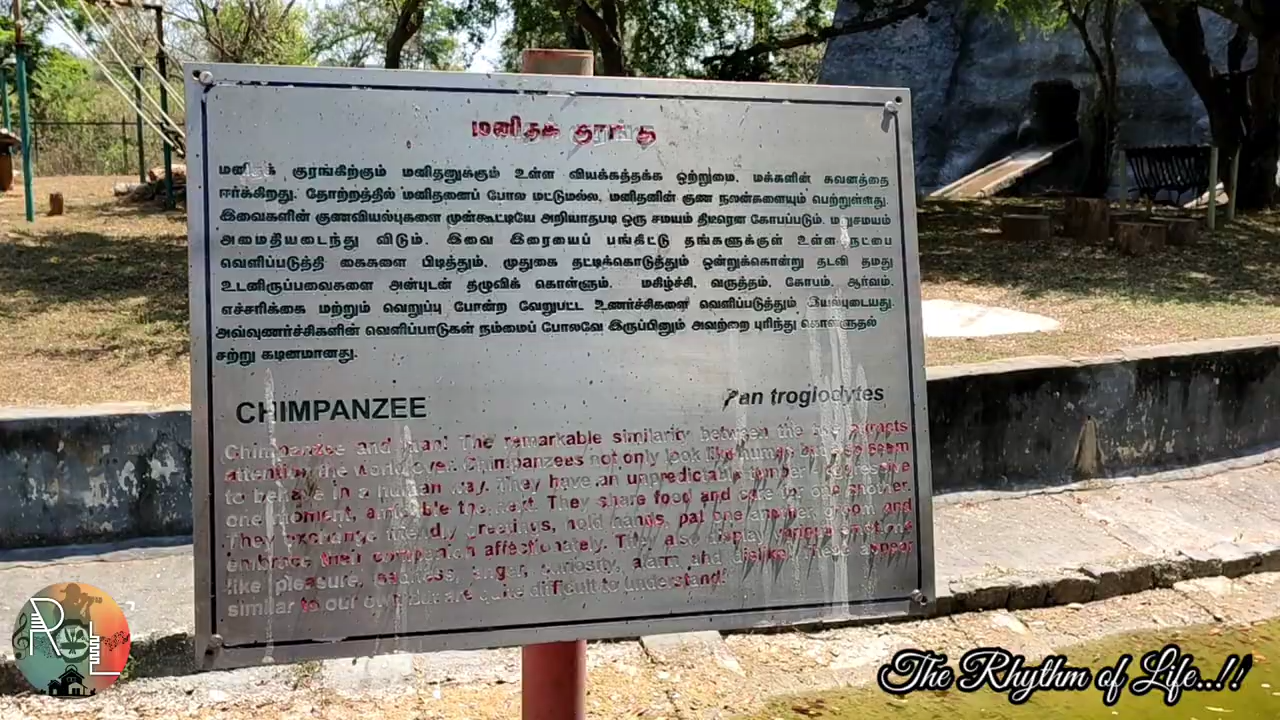 மனிதக் குரங்கு
மனிதக் குரங்கிற்கும் மனிதனுக்கும் உள்ள வியக்கத்தக்க ஒற்றுமை, மக்களின் கவனத்தை
ஈர்க்கிறது. தோற்றத்தில் மனிதனைப் போல மட்டுமல்ல, மனிதனின் குண நலன்களையும் பெற்றுள்ளது.
இவைகளின் குணவியல்புகளை முன்கூட்டியே அறியாதபடி ஒரு சமயம் திடீரென கோபப்படும். மறுசமயம்
அமைதியடைந்து விடும். இவை இரையைப் பங்கிட்டு தங்களுக்குள் உள்ள நட்பை
வெளிப்படுத்தி கைகளை பிடித்தும், முதுகை தட்டிக்கொடுத்தும் ஒன்றுக்கொன்று தடவி தமது
உடனிருப்பவைகளை அன்புடன் தழுவிக் கொள்ளும். மகிழ்ச்சி, வருத்தம், கோபம், ஆர்வம்,
எச்சரிக்கை மற்றும் வெறுப்பு போன்ற வேறுபட்ட உணர்ச்சிகளை வெளிப்படுத்தும் இயல்புடையது.
அவ்வுணர்ச்சிகளின் வெளிப்பாடுகள் நம்மைப் போலவே இருப்பினும் அவற்றை புரிந்து கொள்ளுதல்
சற்று கடினமானது.
CHIMPANZEE Pan troglodytes
Chimpanzee and man! The remarkable similarity between the two attracts
attention the world over. Chimpanzees not only look like human but also seem
to behave in a human way. They have an unpredictable temper, aggressive
one moment, amicable the next. They share food and care for one another.
They exchange friendly greetings, hold hands, pat one another, groom and
embrace their companion affectionately. They also display various emotions
like pleasure, sadness, anger, curiosity, alarm and dislike. These appear
similar to our own but are quite difficult to understand!
ROL
The Rhythm of Life..!!